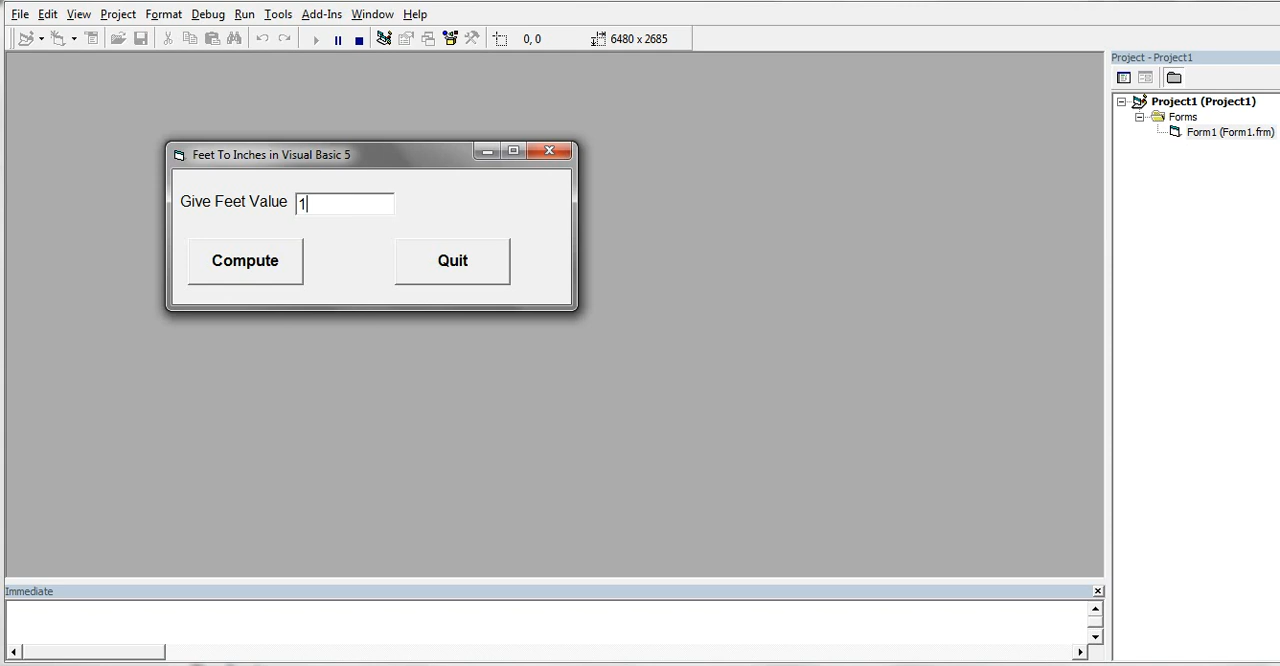 File Edit View Project Format Debug Run Tools Add-Ins Window Help
0, 0 6480 x 2685
Project - Project1
Project1 (Project1)
Forms
Form1 (Form1.frm)
Feet To Inches in Visual Basic 5
Give Feet Value 1
Compute Quit
Immediate